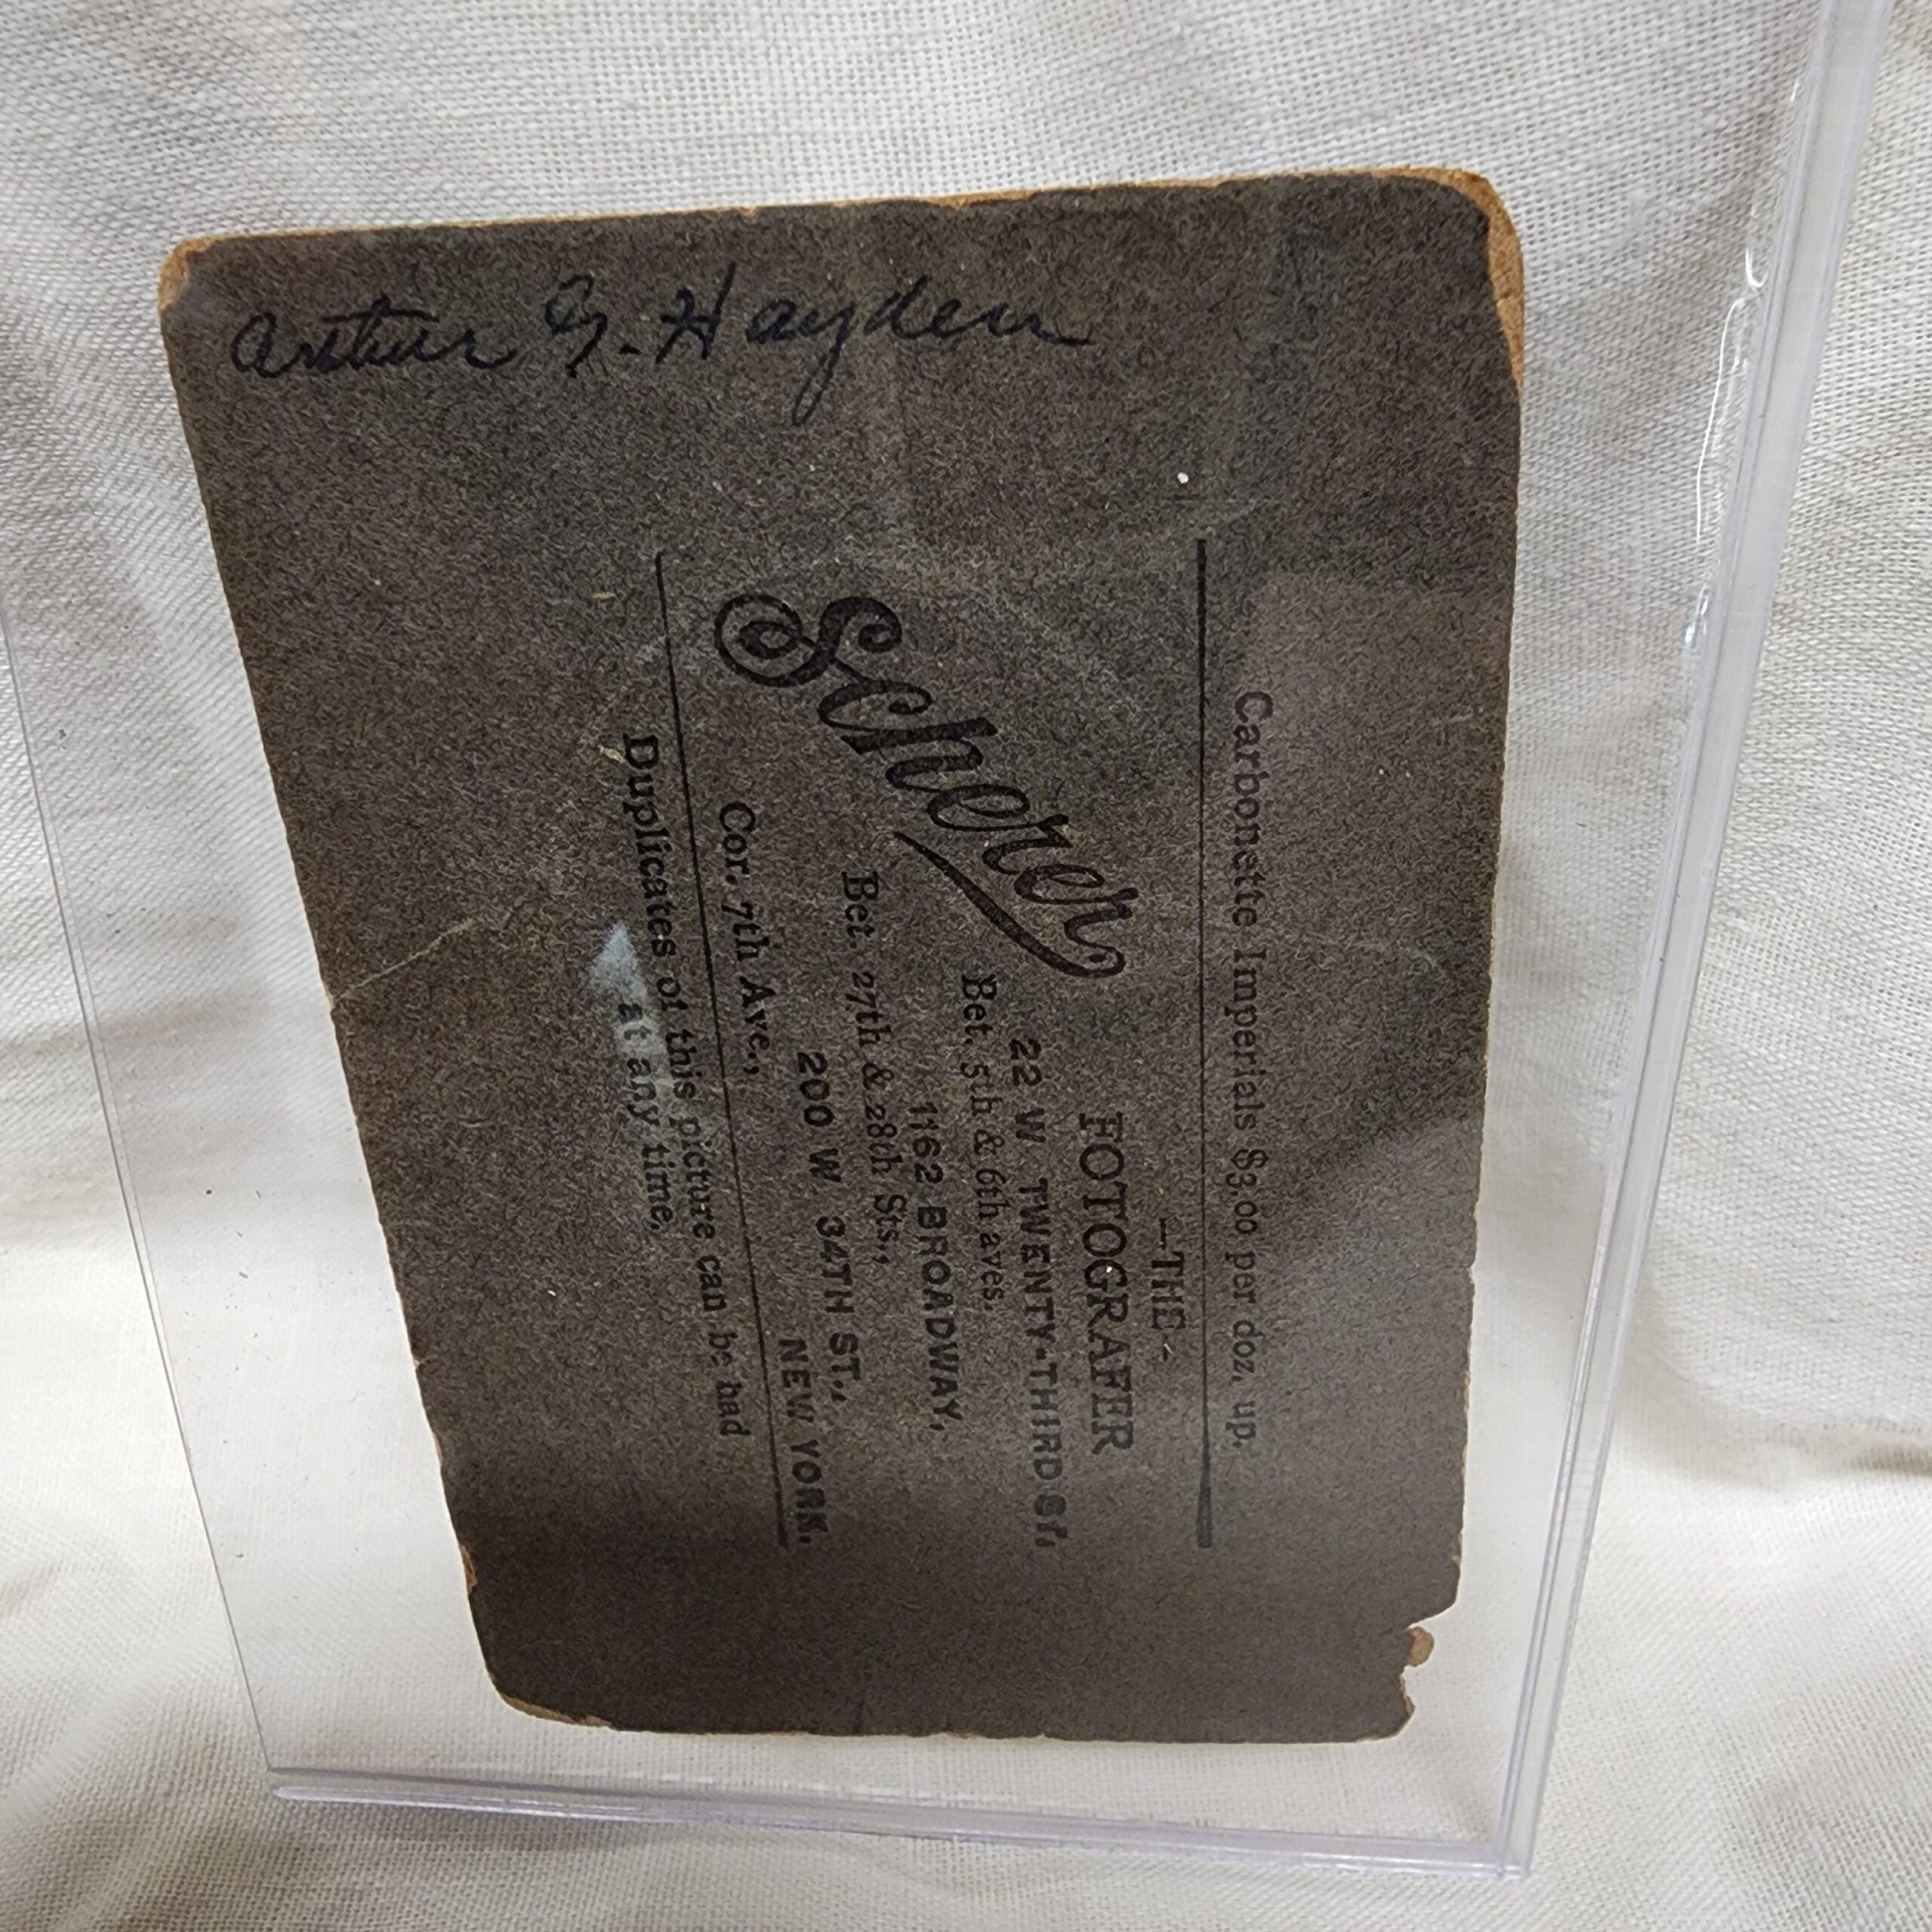 Arthur G. Hayden
Carbonette Imperials $3.00 per doz. up.
—THE—
Scherer FOTOGRAFER
22 W. TWENTY-THIRD ST.,
Bet. 5th & 6th aves.
1162 BROADWAY,
Bet. 27th & 28th Sts.,
200 W 34TH ST.,
Cor. 7th Ave., NEW YORK.
Duplicates of this picture can be had
at any time.